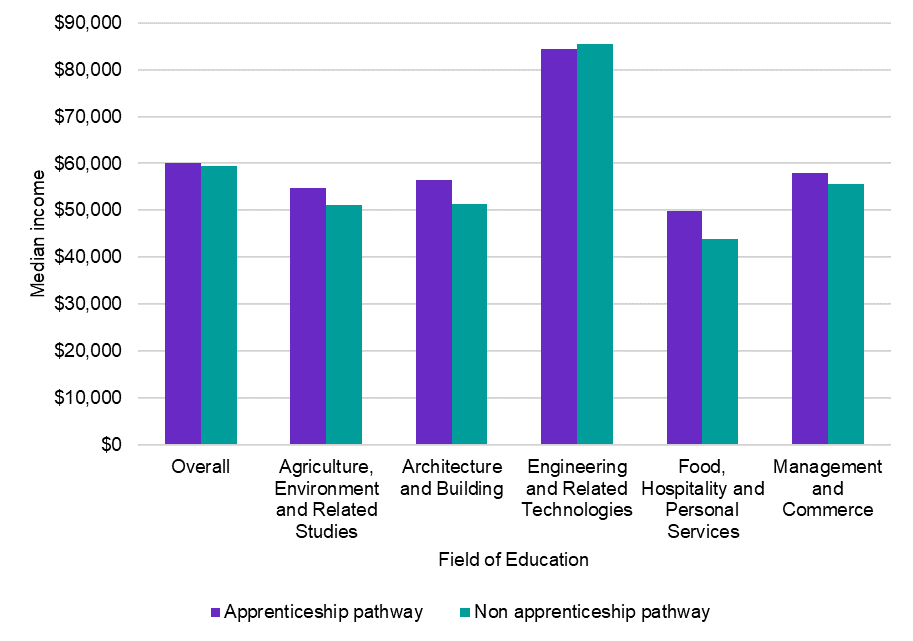 $90,000
$80,000
$70,000
$60,000
$50,000
$40,000
$30,000
$20,000
$10,000
$0
Median income
Overall
Agriculture,
Environment
and Related
Studies
Architecture
and Building
Engineering
and Related
Technologies
Food,
Hospitality and
Personal
Services
Management
and
Commerce
Field of Education
Apprenticeship pathway
Non apprenticeship pathway